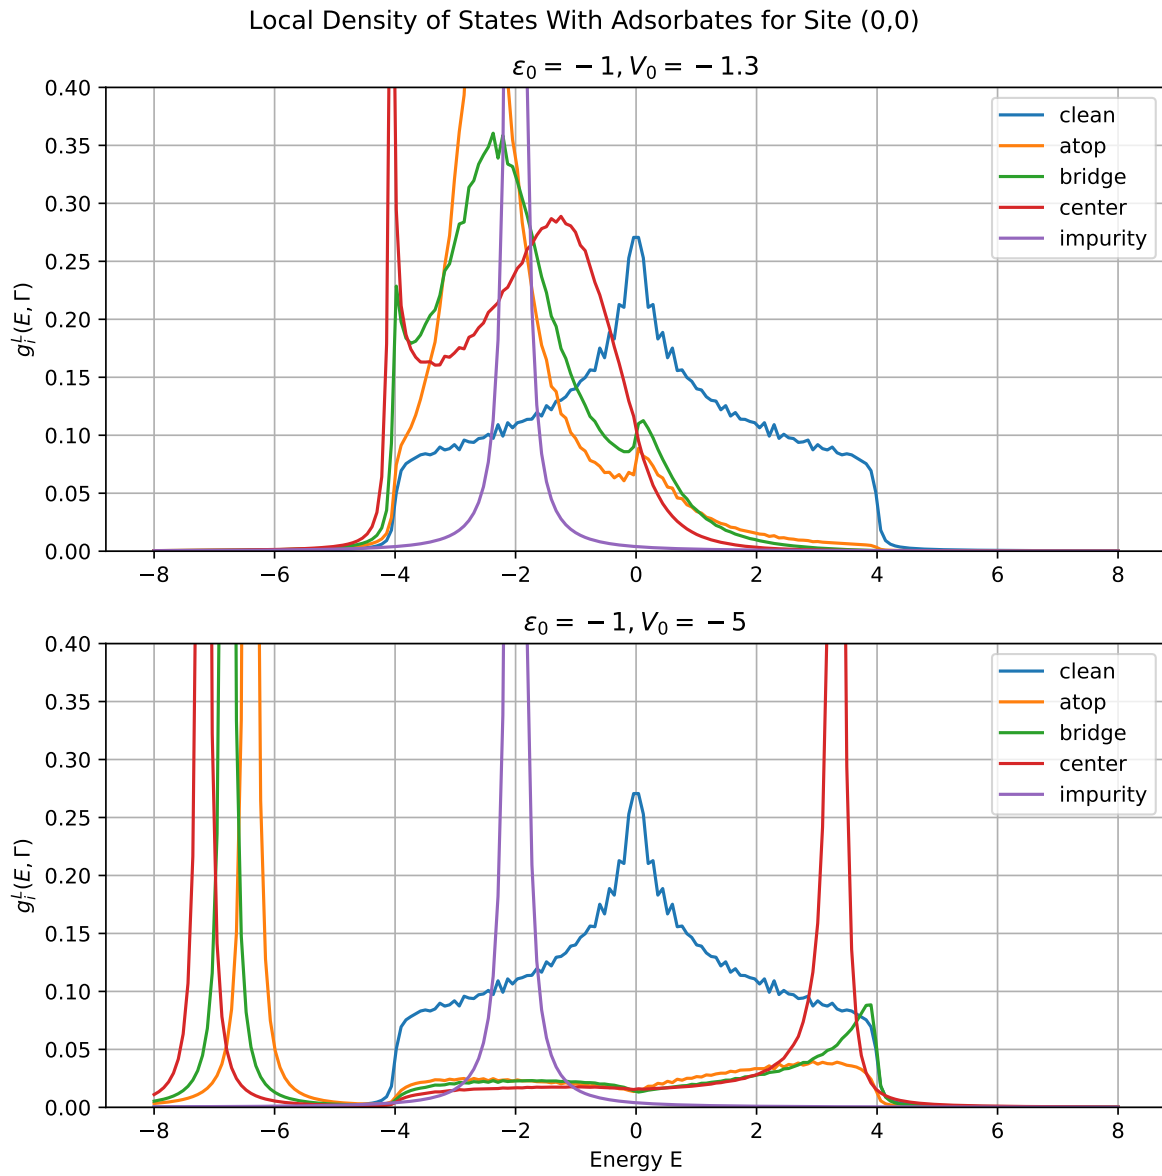 Local Density of States With Adsorbates for Site (0,0)
ε₀ = −1, V₀ = −1.3
0.40
0.35
0.30
0.25
0.20
0.15
0.10
0.05
0.00
gᵢᴸ(E, Γ)
clean
atop
bridge
center
impurity
−8 −6 −4 −2 0 2 4 6 8
ε₀ = −1, V₀ = −5
0.40
0.35
0.30
0.25
0.20
0.15
0.10
0.05
0.00
gᵢᴸ(E, Γ)
clean
atop
bridge
center
impurity
−8 −6 −4 −2 0 2 4 6 8
Energy E